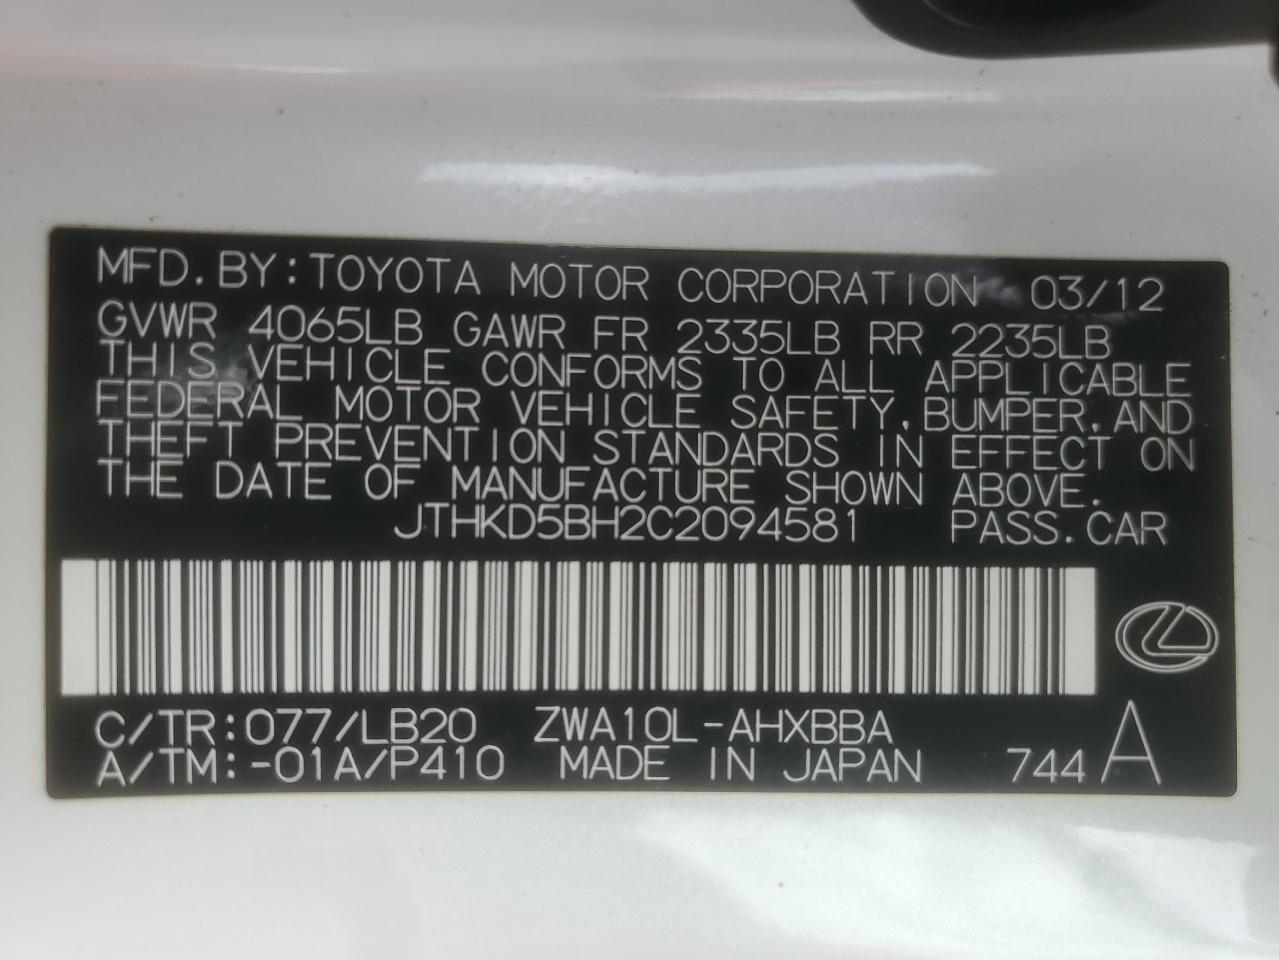 MFD.BY:TOYOTA MOTOR CORPORATION 03/12
GVWR 4065LB GAWR FR 2335LB RR 2235LB
THIS VEHICLE CONFORMS TO ALL APPLICABLE
FEDERAL MOTOR VEHICLE SAFETY,BUMPER,AND
THEFT PREVENTION STANDARDS IN EFFECT ON
THE DATE OF MANUFACTURE SHOWN ABOVE.
JTHKD5BH2C2094581 PASS.CAR
C/TR:077/LB20 ZWA10L-AHXBBA
A/TM:-01A/P410 MADE IN JAPAN 744 A